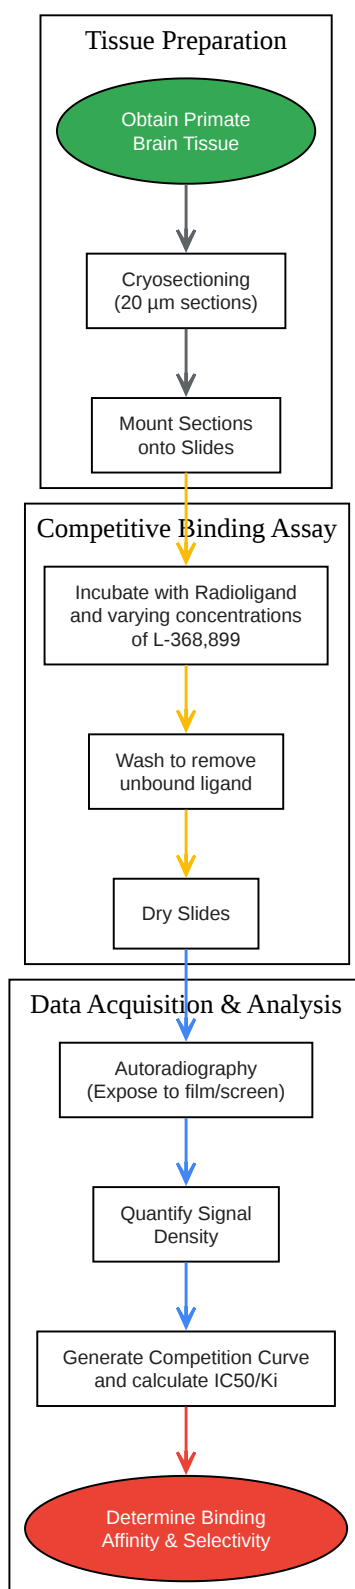 Tissue Preparation
Obtain Primate
Brain Tissue
Cryosectioning
(20 µm sections)
Mount Sections
onto Slides
Competitive Binding Assay
Incubate with Radioligand
and varying concentrations
of L-368,899
Wash to remove
unbound ligand
Dry Slides
Data Acquisition & Analysis
Autoradiography
(Expose to film/screen)
Quantify Signal
Density
Generate Competition Curve
and calculate IC50/Ki
Determine Binding
Affinity & Selectivity